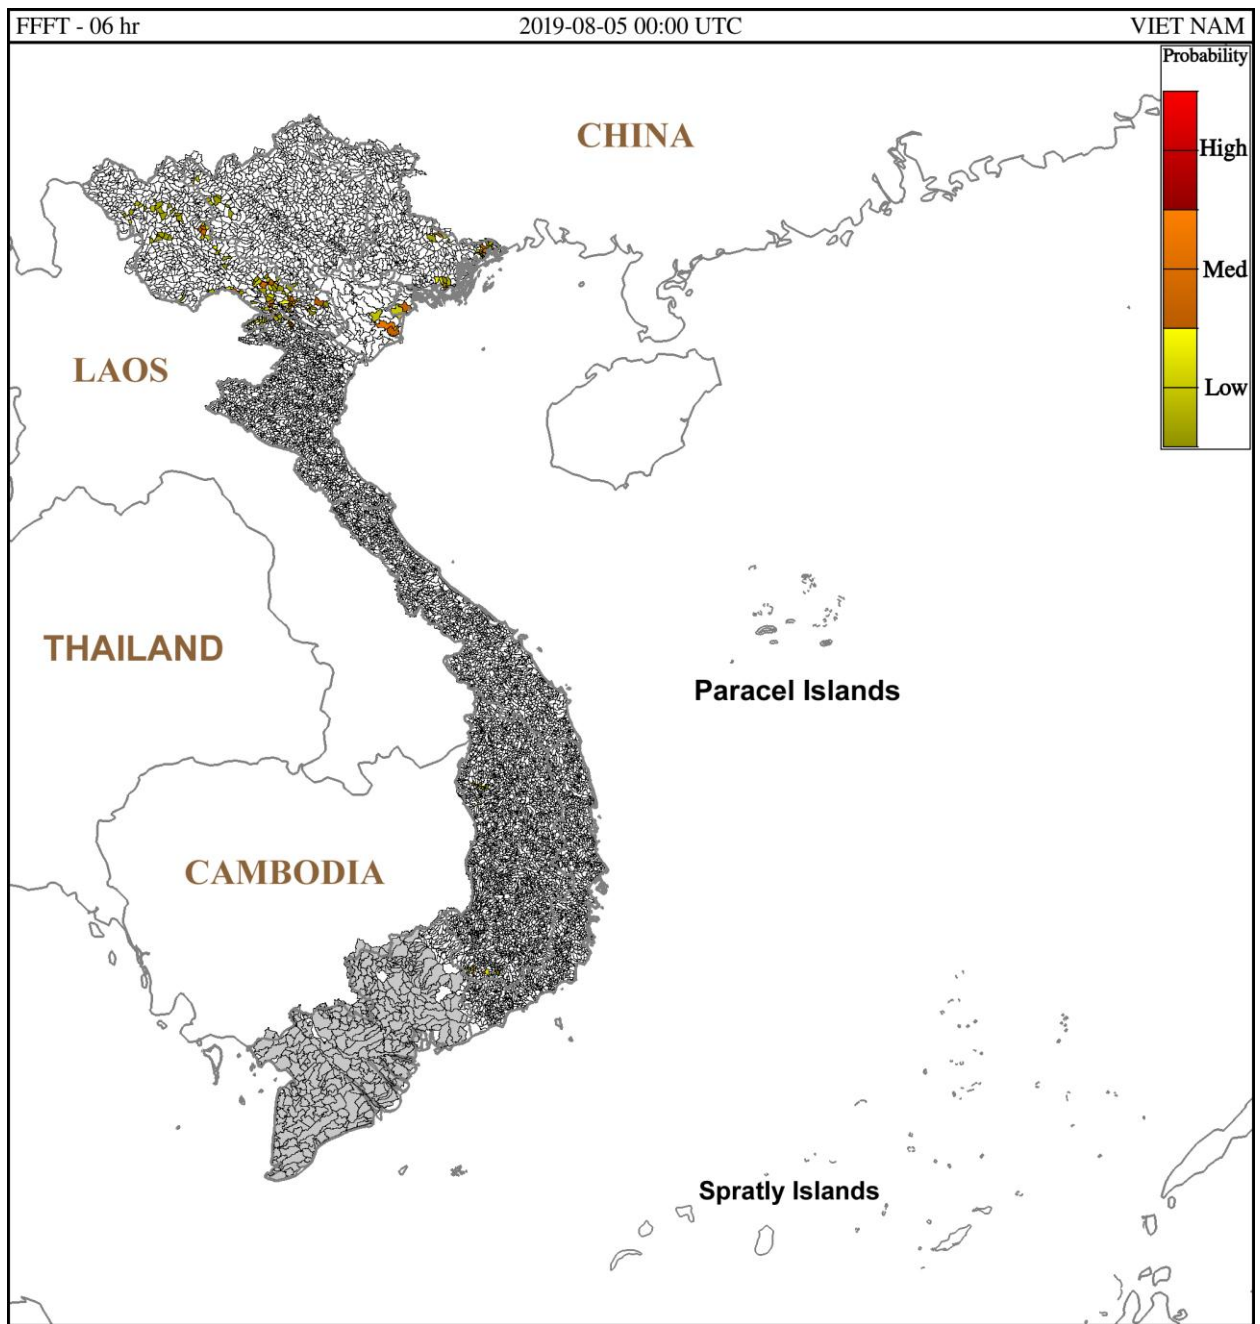 FFFT - 06 hr
2019-08-05 00:00 UTC
VIET NAM
Probability
High
Med
Low
CHINA
LAOS
THAILAND
Paracel Islands
CAMBODIA
Spratly Islands